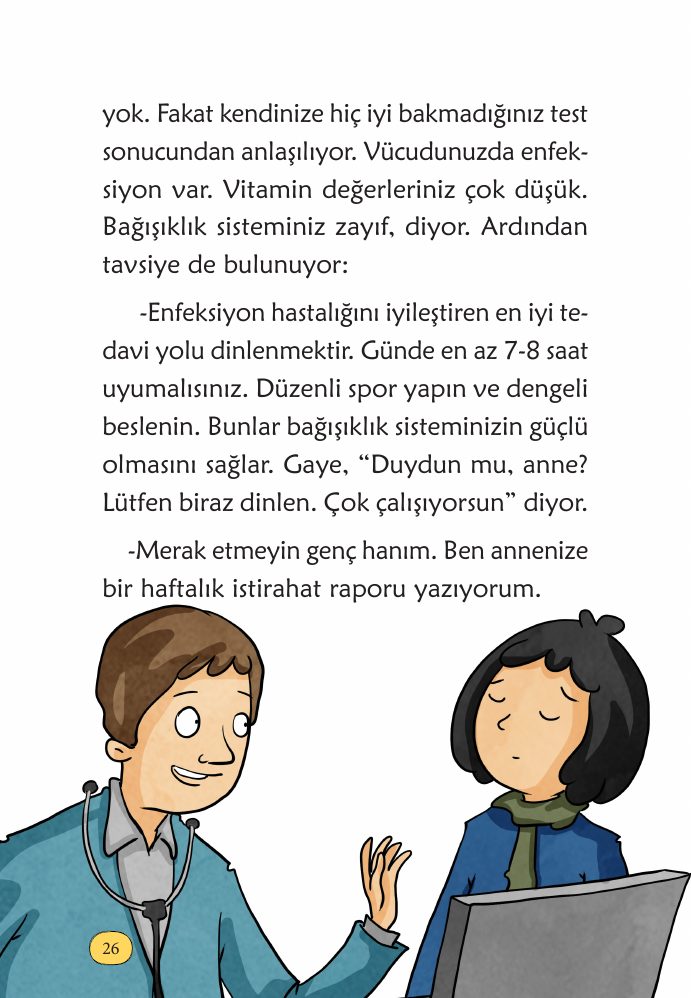 yok. Fakat kendinize hiç iyi bakmadığınız test
sonucundan anlaşılıyor. Vücudunuzda enfek-
siyon var. Vitamin değerleriniz çok düşük.
Bağışıklık sisteminiz zayıf, diyor. Ardından
tavsiye de bulunuyor:
-Enfeksiyon hastalığını iyileştiren en iyi te-
davi yolu dinlenmektir. Günde en az 7-8 saat
uyumalısınız. Düzenli spor yapın ve dengeli
beslenin. Bunlar bağışıklık sisteminizin güçlü
olmasını sağlar. Gaye, “Duydun mu, anne?
Lütfen biraz dinlen. Çok çalışıyorsun” diyor.
-Merak etmeyin genç hanım. Ben annenize
bir haftalık istirahat raporu yazıyorum.
26